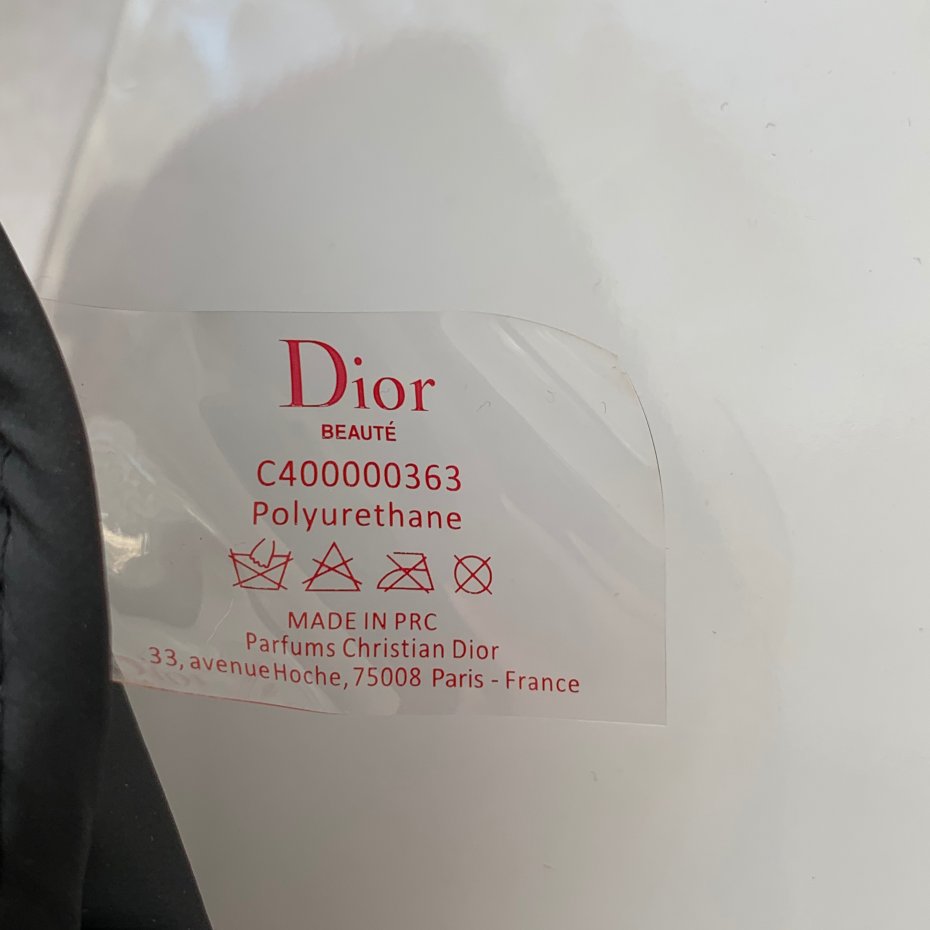 Dior
BEAUTÉ
C400000363
Polyurethane
MADE IN PRC
Parfums Christian Dior
33, avenue Hoche, 75008 Paris - France